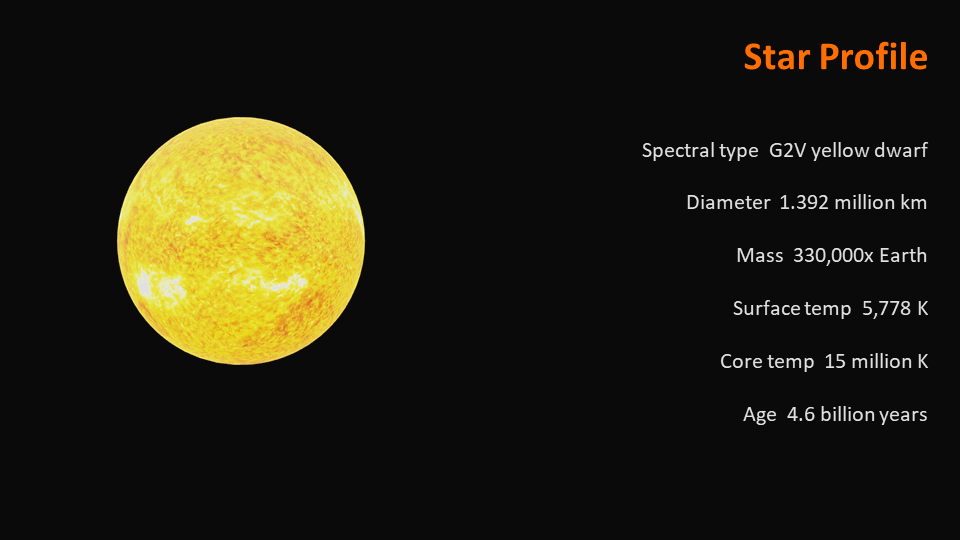 Star Profile
Spectral type  G2V yellow dwarf
Diameter  1.392 million km
Mass  330,000x Earth
Surface temp  5,778 K
Core temp  15 million K
Age  4.6 billion years